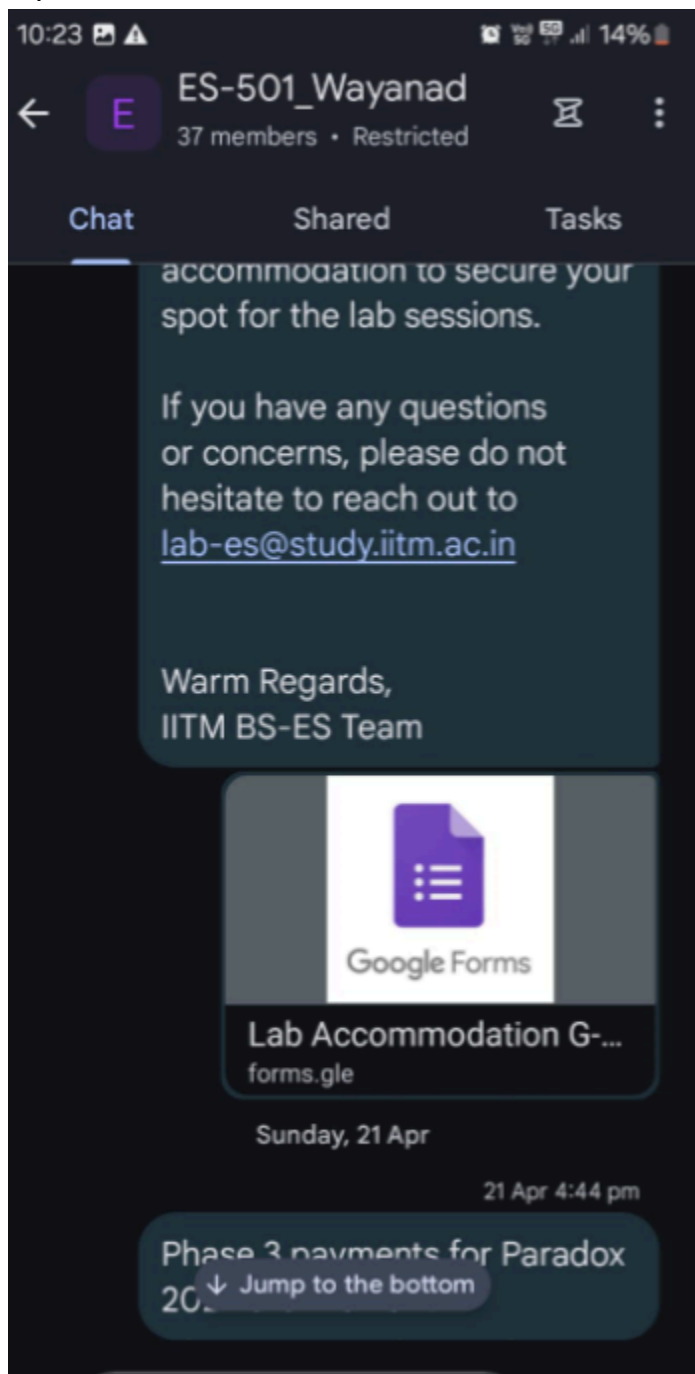 10:23 14%
E ES-501_Wayanad
37 members • Restricted
Chat Shared Tasks
accommodation to secure your
spot for the lab sessions.
If you have any questions
or concerns, please do not
hesitate to reach out to
lab-es@study.iitm.ac.in
Warm Regards,
IITM BS-ES Team
Google Forms
Lab Accommodation G-...
forms.gle
Sunday, 21 Apr
21 Apr 4:44 pm
Phase 3 payments for Paradox
↓ Jump to the bottom